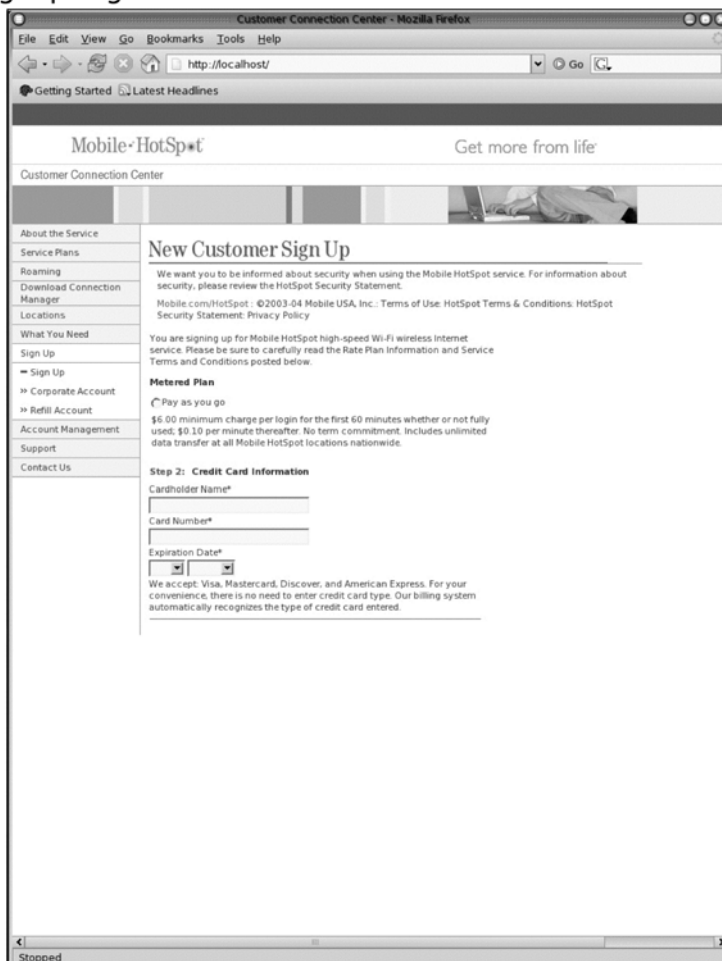 Customer Connection Center - Mozilla Firefox
File Edit View Go Bookmarks Tools Help
http://localhost/
Go
G
Getting Started Latest Headlines
Mobile HotSpot
Get more from life
Customer Connection Center
About the Service
Service Plans
Roaming
Download Connection
Manager
Locations
What You Need
Sign Up
Sign Up
» Corporate Account
» Refill Account
Account Management
Support
Contact Us
New Customer Sign Up
We want you to be informed about security when using the Mobile HotSpot service. For information about
security, please review the HotSpot Security Statement.
Mobile.com/HotSpot : ©2003-04 Mobile USA, Inc.: Terms of Use: HotSpot Terms & Conditions: HotSpot
Security Statement: Privacy Policy
You are signing up for Mobile HotSpot high-speed Wi-Fi wireless Internet
service. Please be sure to carefully read the Rate Plan Information and Service
Terms and Conditions posted below.
Metered Plan
Pay as you go
$6.00 minimum charge per login for the first 60 minutes whether or not fully
used; $0.10 per minute thereafter. No term commitment. Includes unlimited
data transfer at all Mobile HotSpot locations nationwide.
Step 2: Credit Card Information
Cardholder Name*
Card Number*
Expiration Date*
We accept: Visa, Mastercard, Discover, and American Express. For your
convenience, there is no need to enter credit card type. Our billing system
automatically recognizes the type of credit card entered.
Stopped